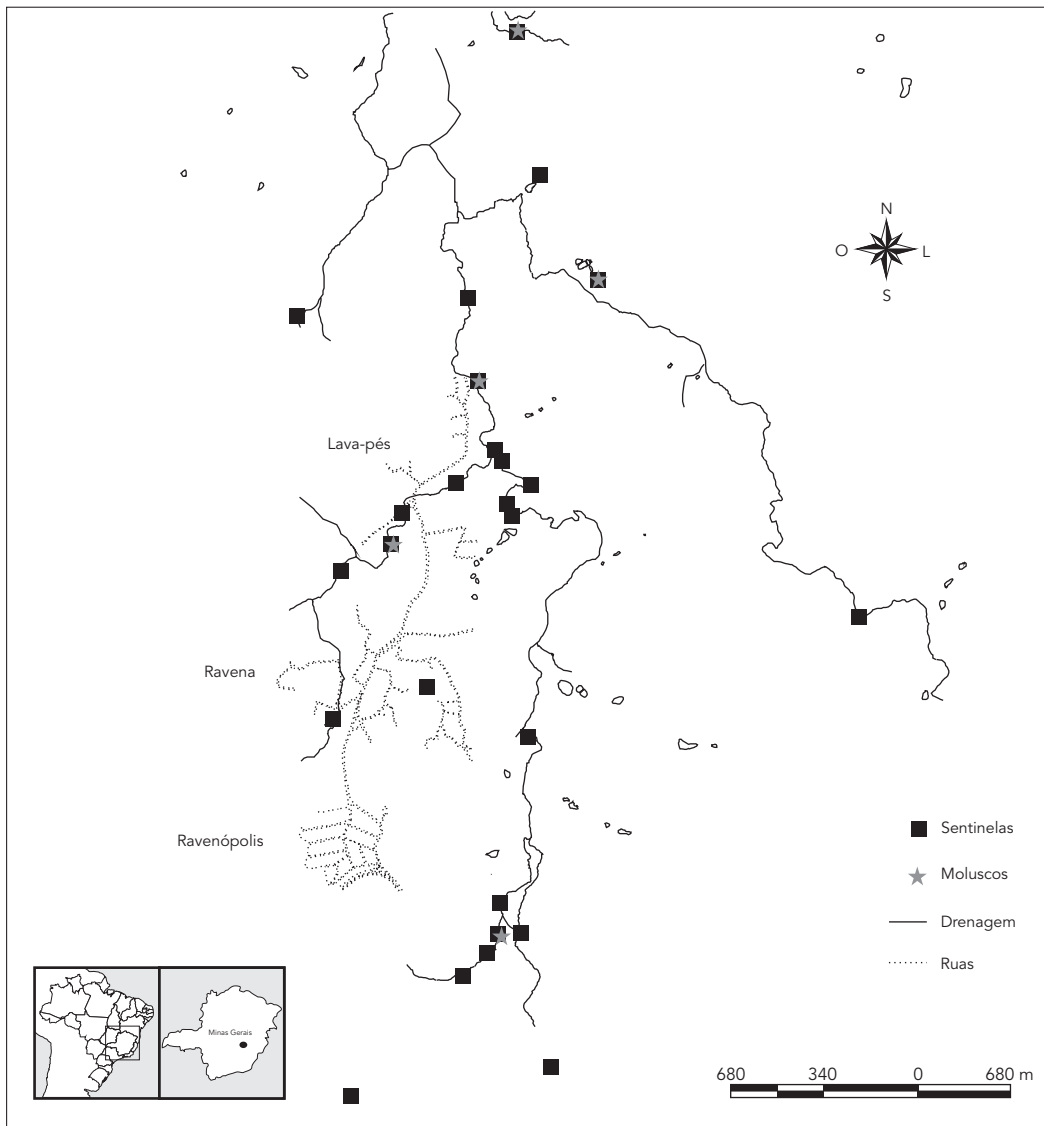 N
O L
S
Lava-pés
Ravena
Ravenópolis
Sentinelas
Moluscos
Drenagem
Ruas
Minas Gerais
680 340 0 680 m